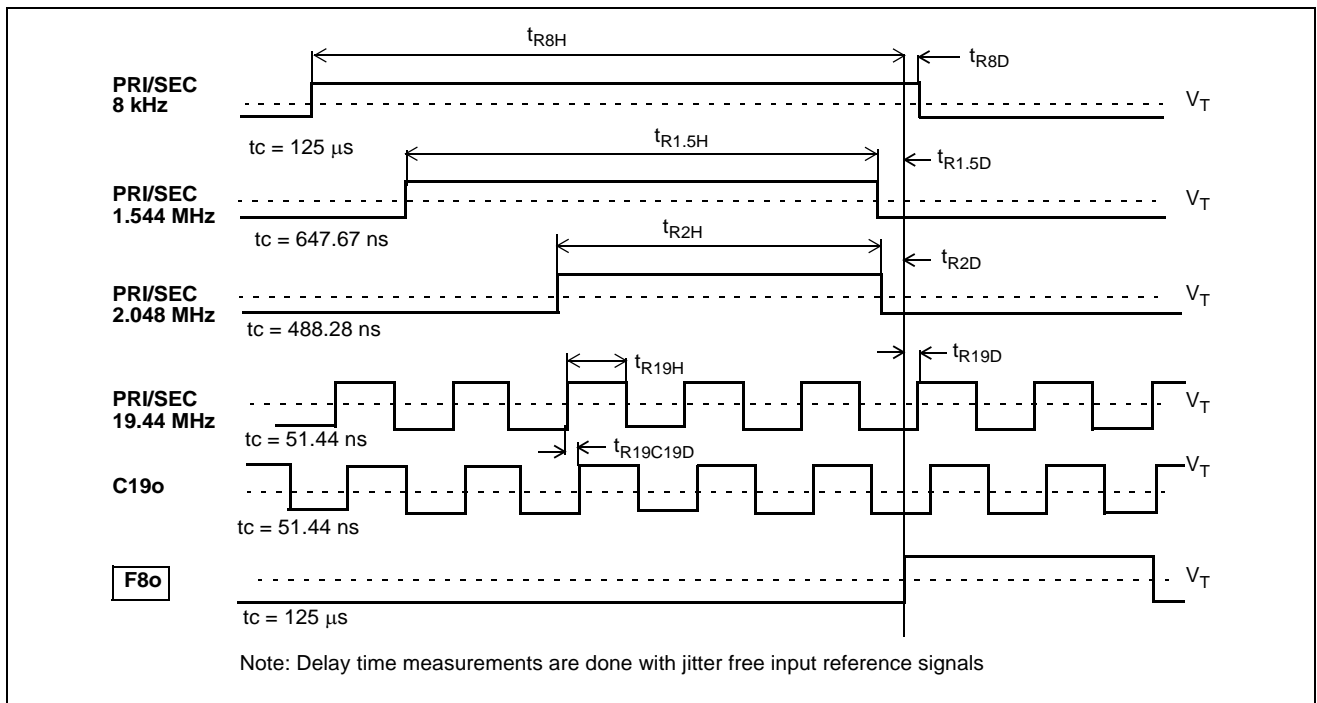 tR8H
tR8D
PRI/SEC
8 kHz
VT
tc = 125 μs
tR1.5H
tR1.5D
PRI/SEC
1.544 MHz
VT
tc = 647.67 ns
tR2H
tR2D
PRI/SEC
2.048 MHz
VT
tc = 488.28 ns
tR19H
tR19D
PRI/SEC
19.44 MHz
VT
tc = 51.44 ns
tR19C19D
C19o
VT
tc = 51.44 ns
F8o
VT
tc = 125 μs
Note: Delay time measurements are done with jitter free input reference signals